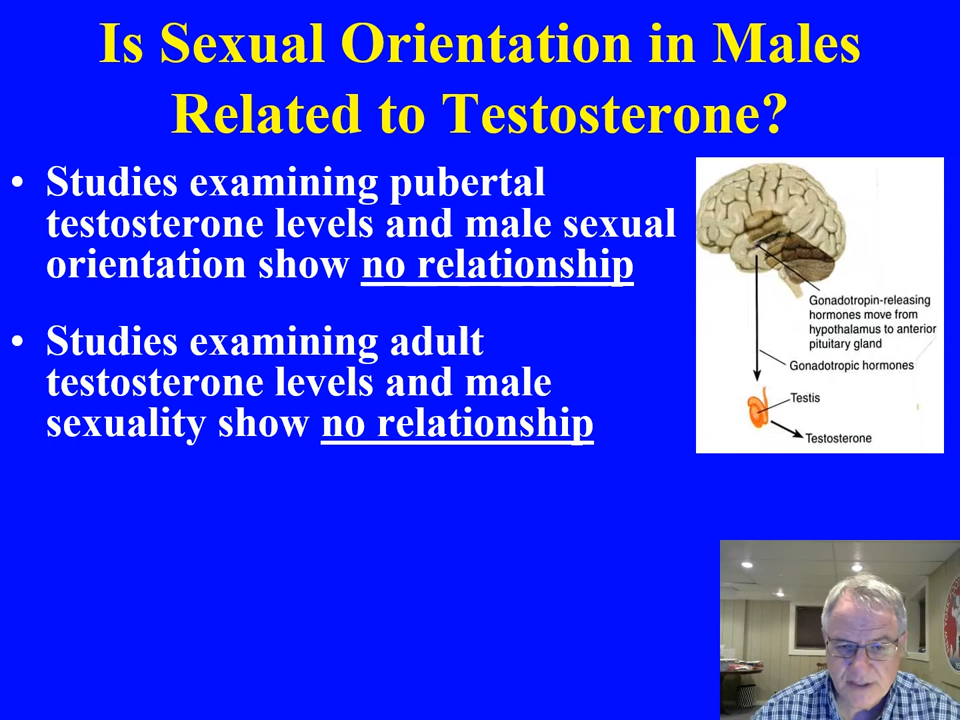 Is Sexual Orientation in Males
Related to Testosterone?
• Studies examining pubertal
testosterone levels and male sexual
orientation show no relationship
• Studies examining adult
testosterone levels and male
sexuality show no relationship
Gonadotropin-releasing
hormones move from
hypothalamus to anterior
pituitary gland
Gonadotropic hormones
Testis
Testosterone